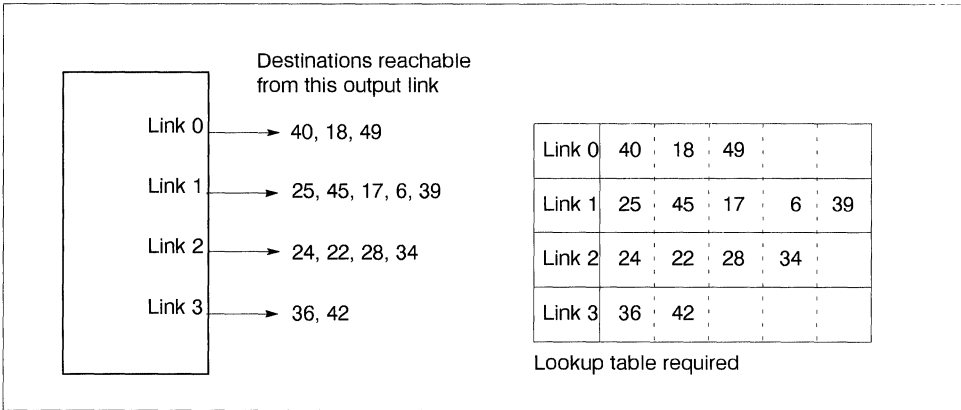 Destinations reachable
from this output link
Link 0 40, 18, 49
Link 1 25, 45, 17, 6, 39
Link 2 24, 22, 28, 34
Link 3 36, 42
Link 0 40 18 49
Link 1 25 45 17 6 39
Link 2 24 22 28 34
Link 3 36 42
Lookup table required